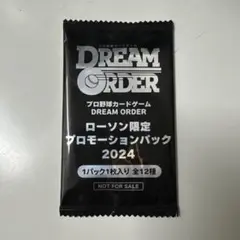 DREAM
ORDER
プロ野球カードゲーム
DREAM ORDER
ローソン限定
プロモーションパック
2024
1パック1枚入り 全12種
NOT FOR SALE